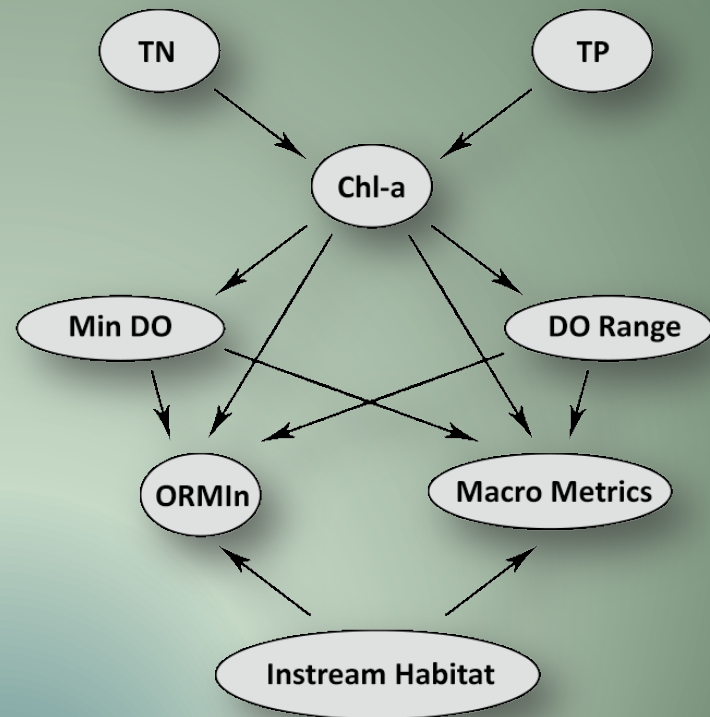 TN
TP
Chl-a
Min DO
DO Range
ORMIn
Macro Metrics
Instream Habitat